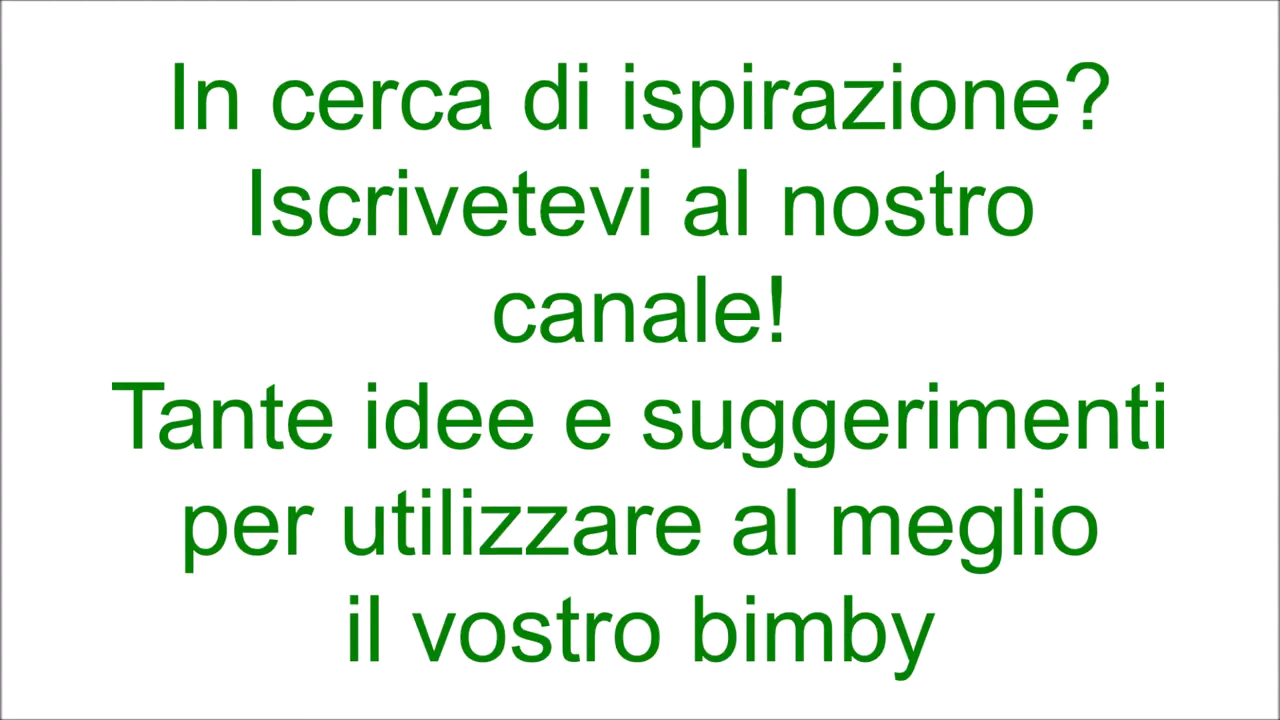 In cerca di ispirazione?
Iscrivetevi al nostro
canale!
Tante idee e suggerimenti
per utilizzare al meglio
il vostro bimby